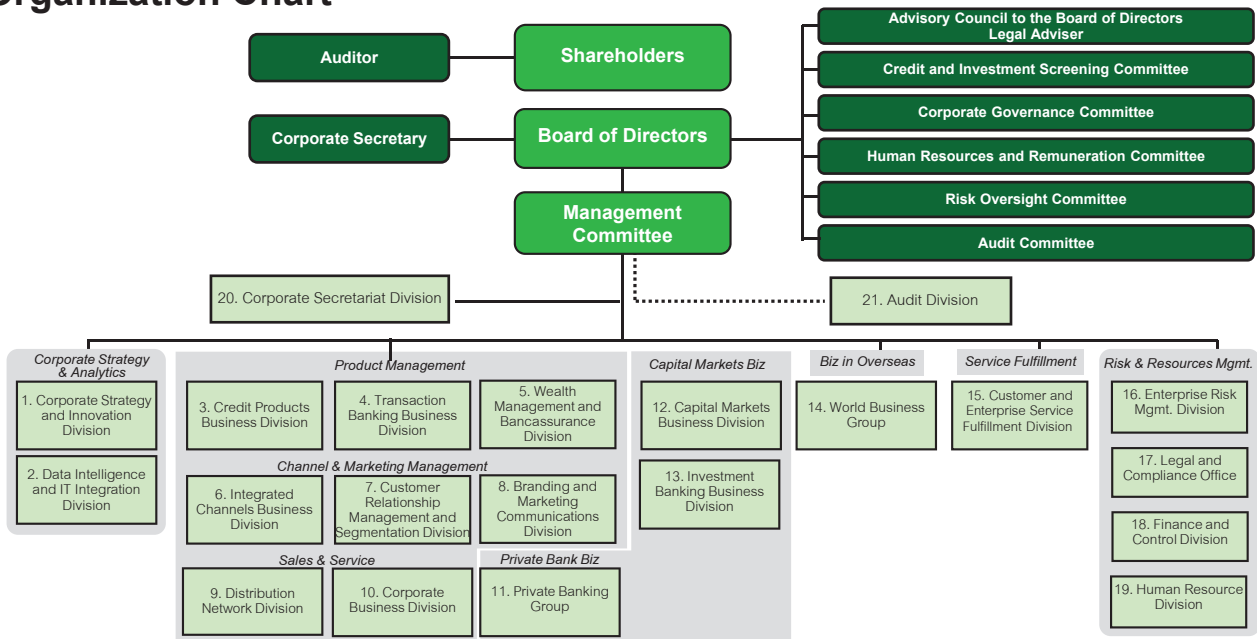 Organization Chart
Auditor
Shareholders
Advisory Council to the Board of Directors
Legal Adviser
Credit and Investment Screening Committee
Corporate Secretary
Board of Directors
Corporate Governance Committee
Human Resources and Remuneration Committee
Management
Committee
Risk Oversight Committee
Audit Committee
20. Corporate Secretariat Division
21. Audit Division
Corporate Strategy
& Analytics
1. Corporate Strategy
and Innovation
Division
2. Data Intelligence
and IT Integration
Division
Product Management
3. Credit Products
Business Division
4. Transaction
Banking Business
Division
5. Wealth
Management and
Bancassurance
Division
Channel & Marketing Management
6. Integrated
Channels Business
Division
7. Customer
Relationship
Management and
Segmentation Division
8. Branding and
Marketing
Communications
Division
Sales & Service
9. Distribution
Network Division
10. Corporate
Business Division
Private Bank Biz
11. Private Banking
Group
Capital Markets Biz
12. Capital Markets
Business Division
13. Investment
Banking Business
Division
Biz in Overseas
14. World Business
Group
Service Fulfillment
15. Customer and
Enterprise Service
Fulfillment Division
Risk & Resources Mgmt.
16. Enterprise Risk
Mgmt. Division
17. Legal and
Compliance Office
18. Finance and
Control Division
19. Human Resource
Division